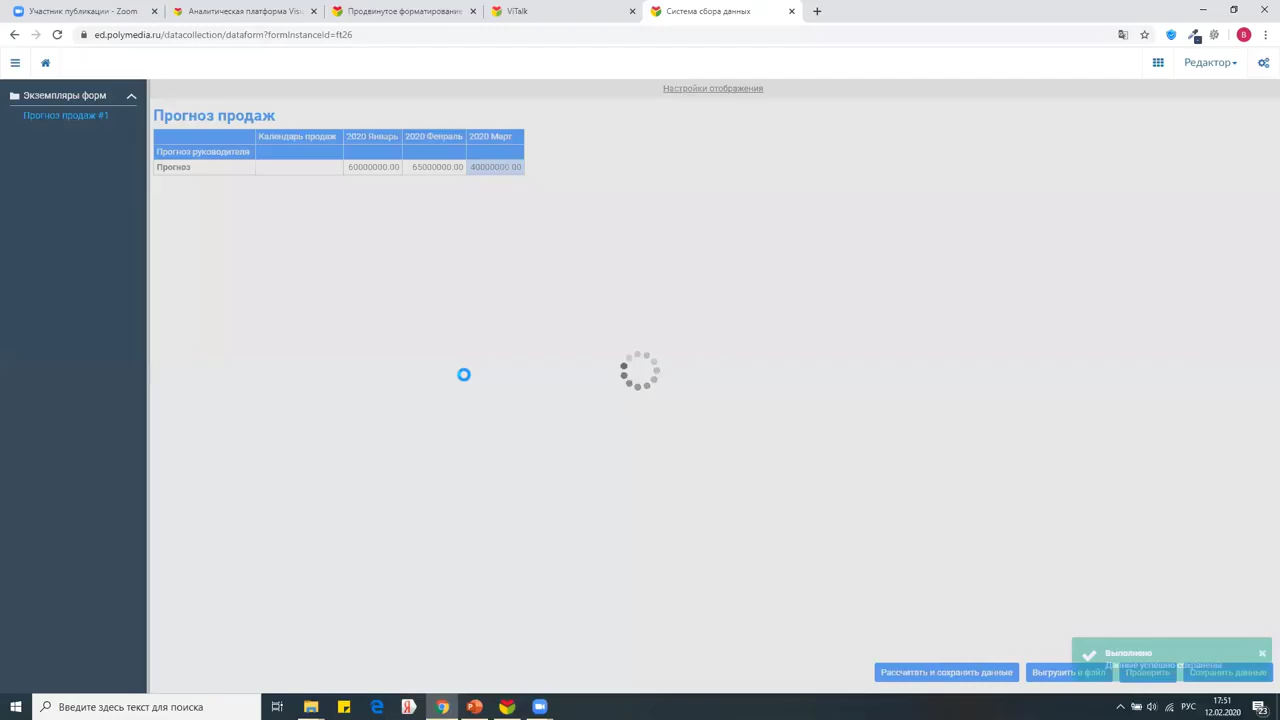 Участник публикации - Zoom
Аналитическая платформа Visi
Продвинутое форматирование
ViTalk
Система сбора данных
ed.polymedia.ru/datacollection/dataform?formInstanceId=ft26
В
Редактор
Экземпляры форм
Прогноз продаж #1
Настройки отображения
Прогноз продаж
Календарь продаж 2020 Январь 2020 Февраль 2020 Март
Прогноз руководителя
Прогноз 60000000.00 65000000.00 40000000.00
Выполнено
Данные успешно сохранены
Рассчитать и сохранить данные Выгрузить в файл Проверить Сохранить данные
Введите здесь текст для поиска
РУС
17:51
12.02.2020